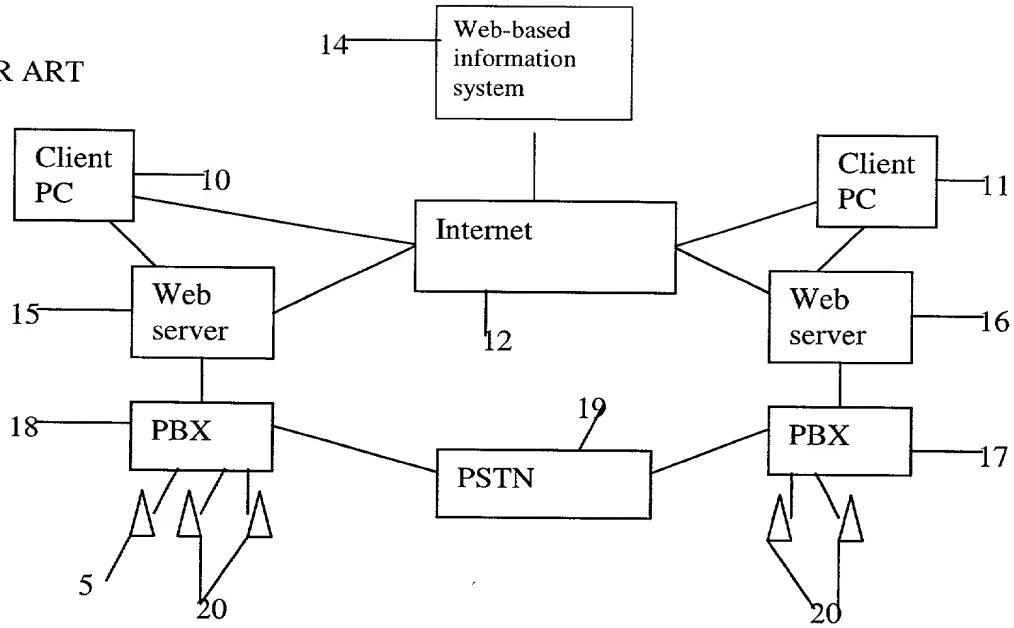 14
Web-based
information
system
R ART
Client
PC
10
Client
PC
11
Internet
15
Web
server
12
Web
server
16
18
PBX
19
PSTN
PBX
17
5
20
20